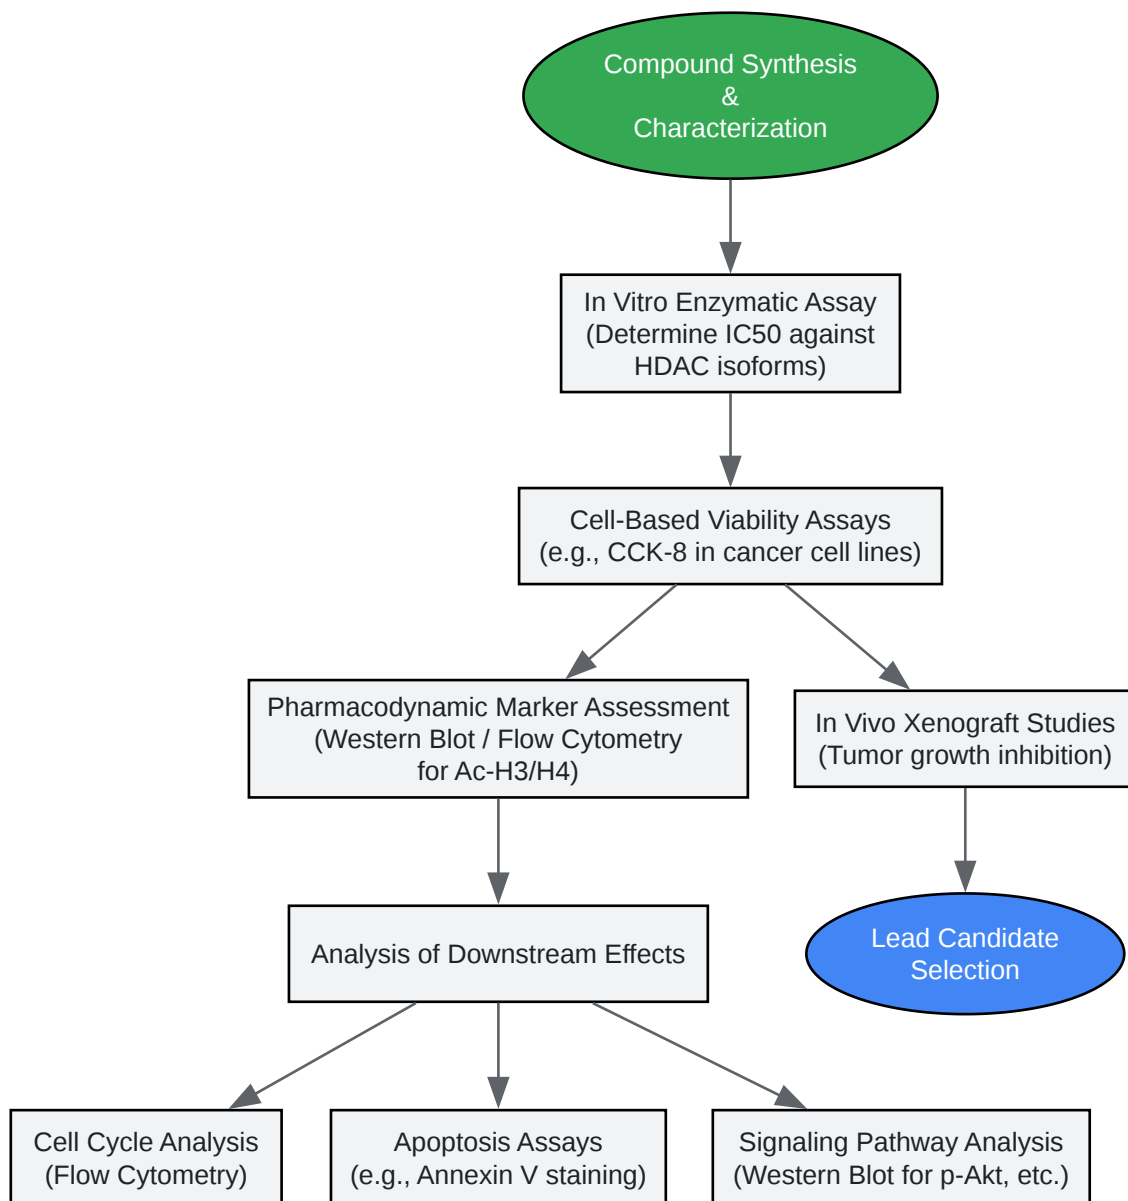 Compound Synthesis
&
Characterization
In Vitro Enzymatic Assay
(Determine IC50 against
HDAC isoforms)
Cell-Based Viability Assays
(e.g., CCK-8 in cancer cell lines)
Pharmacodynamic Marker Assessment
(Western Blot / Flow Cytometry
for Ac-H3/H4)
In Vivo Xenograft Studies
(Tumor growth inhibition)
Analysis of Downstream Effects
Lead Candidate
Selection
Cell Cycle Analysis
(Flow Cytometry)
Apoptosis Assays
(e.g., Annexin V staining)
Signaling Pathway Analysis
(Western Blot for p-Akt, etc.)